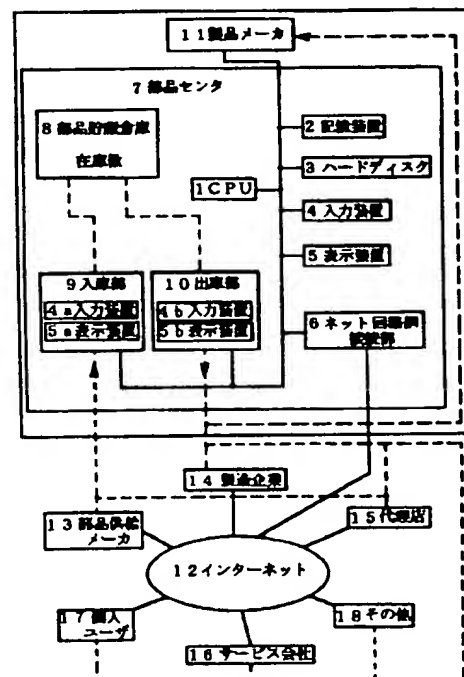 11製品メーカ
7部品センタ
8部品貯蔵倉庫
在庫数
2記憶装置
3ハードディスク
1CPU
4入力装置
5表示装置
9入庫部
4a入力装置
5a表示装置
10出庫部
4b入力装置
5b表示装置
6ネット回路網
接続部
14製造企業
13部品供給
メーカ
15代理店
12インターネット
17個人
ユーザ
18その他
16サービス会社